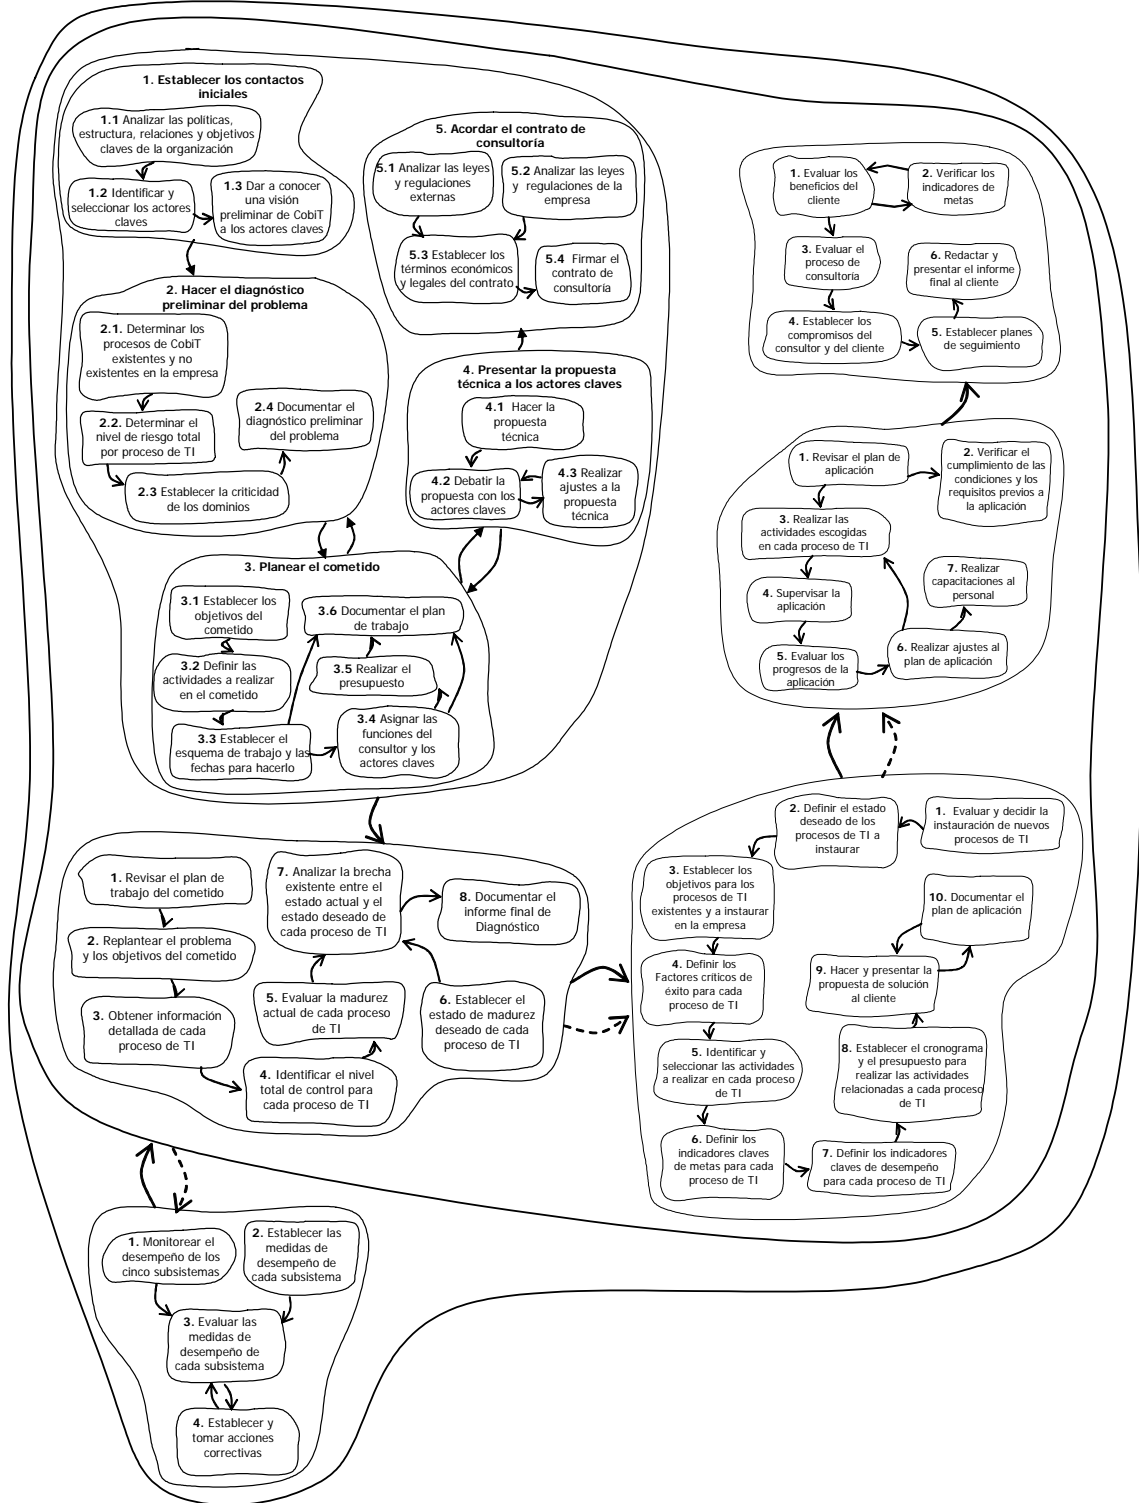 1. Establecer los contactos
iniciales
1.1 Analizar las políticas,
estructura, relaciones y objetivos
claves de la organización
1.2 Identificar y
seleccionar los actores
claves
1.3 Dar a conocer
una visión
preliminar de CobiT
a los actores claves
2. Hacer el diagnóstico
preliminar del problema
2.1. Determinar los
procesos de CobiT
existentes y no
existentes en la empresa
2.2. Determinar el
nivel de riesgo total
por proceso de TI
2.3 Establecer la criticidad
de los dominios
2.4 Documentar el
diagnóstico preliminar
del problema
3. Planear el cometido
3.1 Establecer los
objetivos del
cometido
3.2 Definir las
actividades a realizar
en el cometido
3.3 Establecer el
esquema de trabajo y las
fechas para hacerlo
3.4 Asignar las
funciones del
consultor y los
actores claves
3.5 Realizar el
presupuesto
3.6 Documentar el plan
de trabajo
4. Presentar la propuesta
técnica a los actores claves
4.1 Hacer la
propuesta
técnica
4.2 Debatir la
propuesta con los
actores claves
4.3 Realizar
ajustes a la
propuesta
técnica
5. Acordar el contrato de
consultoría
5.1 Analizar las leyes
y regulaciones
externas
5.2 Analizar las leyes
y regulaciones de la
empresa
5.3 Establecer los
términos económicos
y legales del contrato
5.4 Firmar el
contrato de
consultoría
1. Revisar el plan de
trabajo del cometido
2. Replantear el problema
y los objetivos del cometido
3. Obtener información
detallada de cada
proceso de TI
4. Identificar el nivel
total de control para
cada proceso de TI
5. Evaluar la madurez
actual de cada proceso
de TI
6. Establecer el
estado de madurez
deseado de cada
proceso de TI
7. Analizar la brecha
existente entre el
estado actual y el
estado deseado de
cada proceso de TI
8. Documentar el
informe final de
Diagnóstico
1. Evaluar y decidir la
instauración de nuevos
procesos de TI
2. Definir el estado
deseado de los
procesos de TI a
instaurar
3. Establecer los
objetivos para los
procesos de TI
existentes y a instaurar
en la empresa
4. Definir los
Factores críticos de
éxito para cada
proceso de TI
5. Identificar y
seleccionar las actividades
a realizar en cada proceso
de TI
6. Definir los
indicadores claves
de metas para cada
proceso de TI
7. Definir los indicadores
claves de desempeño
para cada proceso de TI
8. Establecer el cronograma
y el presupuesto para
realizar las actividades
relacionadas a cada proceso
de TI
9. Hacer y presentar la
propuesta de solución
al cliente
10. Documentar el
plan de aplicación
1. Revisar el plan de
aplicación
2. Verificar el
cumplimiento de las
condiciones y los
requisitos previos a
la aplicación
3. Realizar las
actividades escogidas
en cada proceso de TI
4. Supervisar la
aplicación
5. Evaluar los
progresos de la
aplicación
6. Realizar ajustes al
plan de aplicación
7. Realizar
capacitaciones al
personal
1. Evaluar los
beneficios del
cliente
2. Verificar los
indicadores de
metas
3. Evaluar el
proceso de
consultoría
4. Establecer los
compromisos del
consultor y del cliente
5. Establecer planes
de seguimiento
6. Redactar y
presentar el informe
final al cliente
1. Monitorear el
desempeño de los
cinco subsistemas
2. Establecer las
medidas de
desempeño de
cada subsistema
3. Evaluar las
medidas de
desempeño de
cada subsistema
4. Establecer y
tomar acciones
correctivas